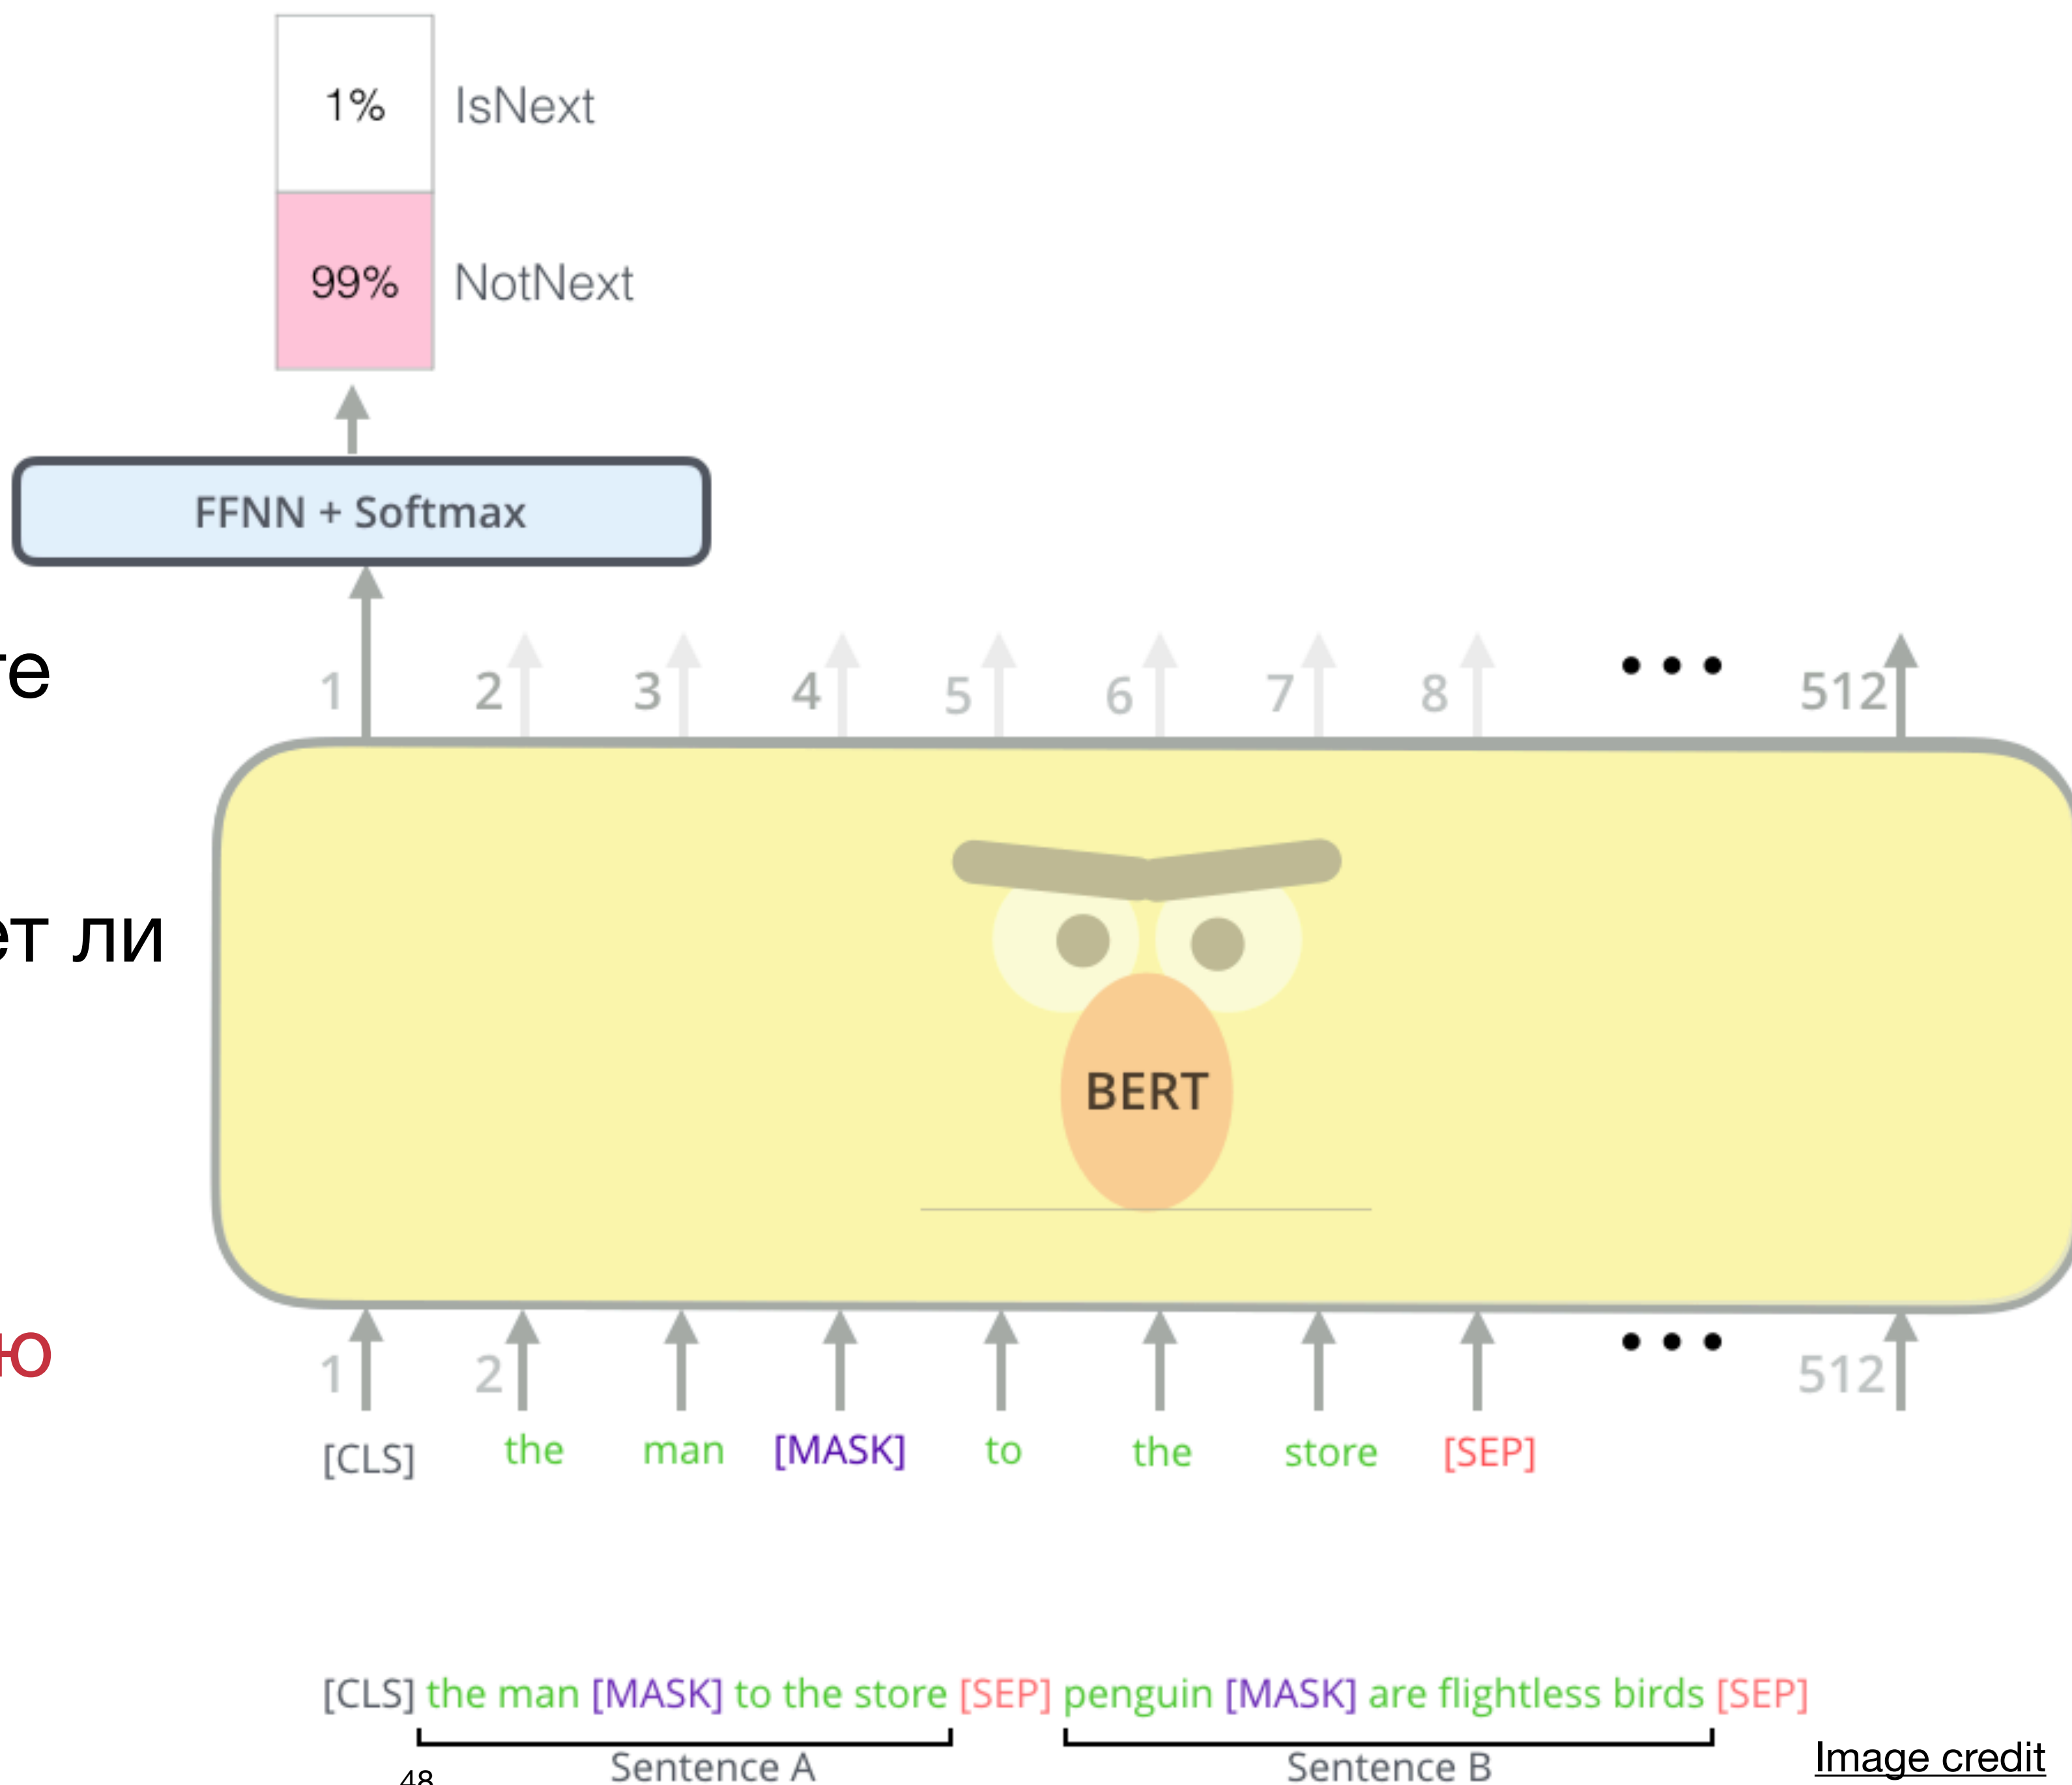 1% IsNext
99% NotNext
FFNN + Softmax
те
1 2 3 4 5 6 7 8 ••• 512
ет ли
BERT
ю
1 2 ••• 512
[CLS] the man [MASK] to the store [SEP]
[CLS] the man [MASK] to the store [SEP] penguin [MASK] are flightless birds [SEP]
Sentence A Sentence B
Image credit
48